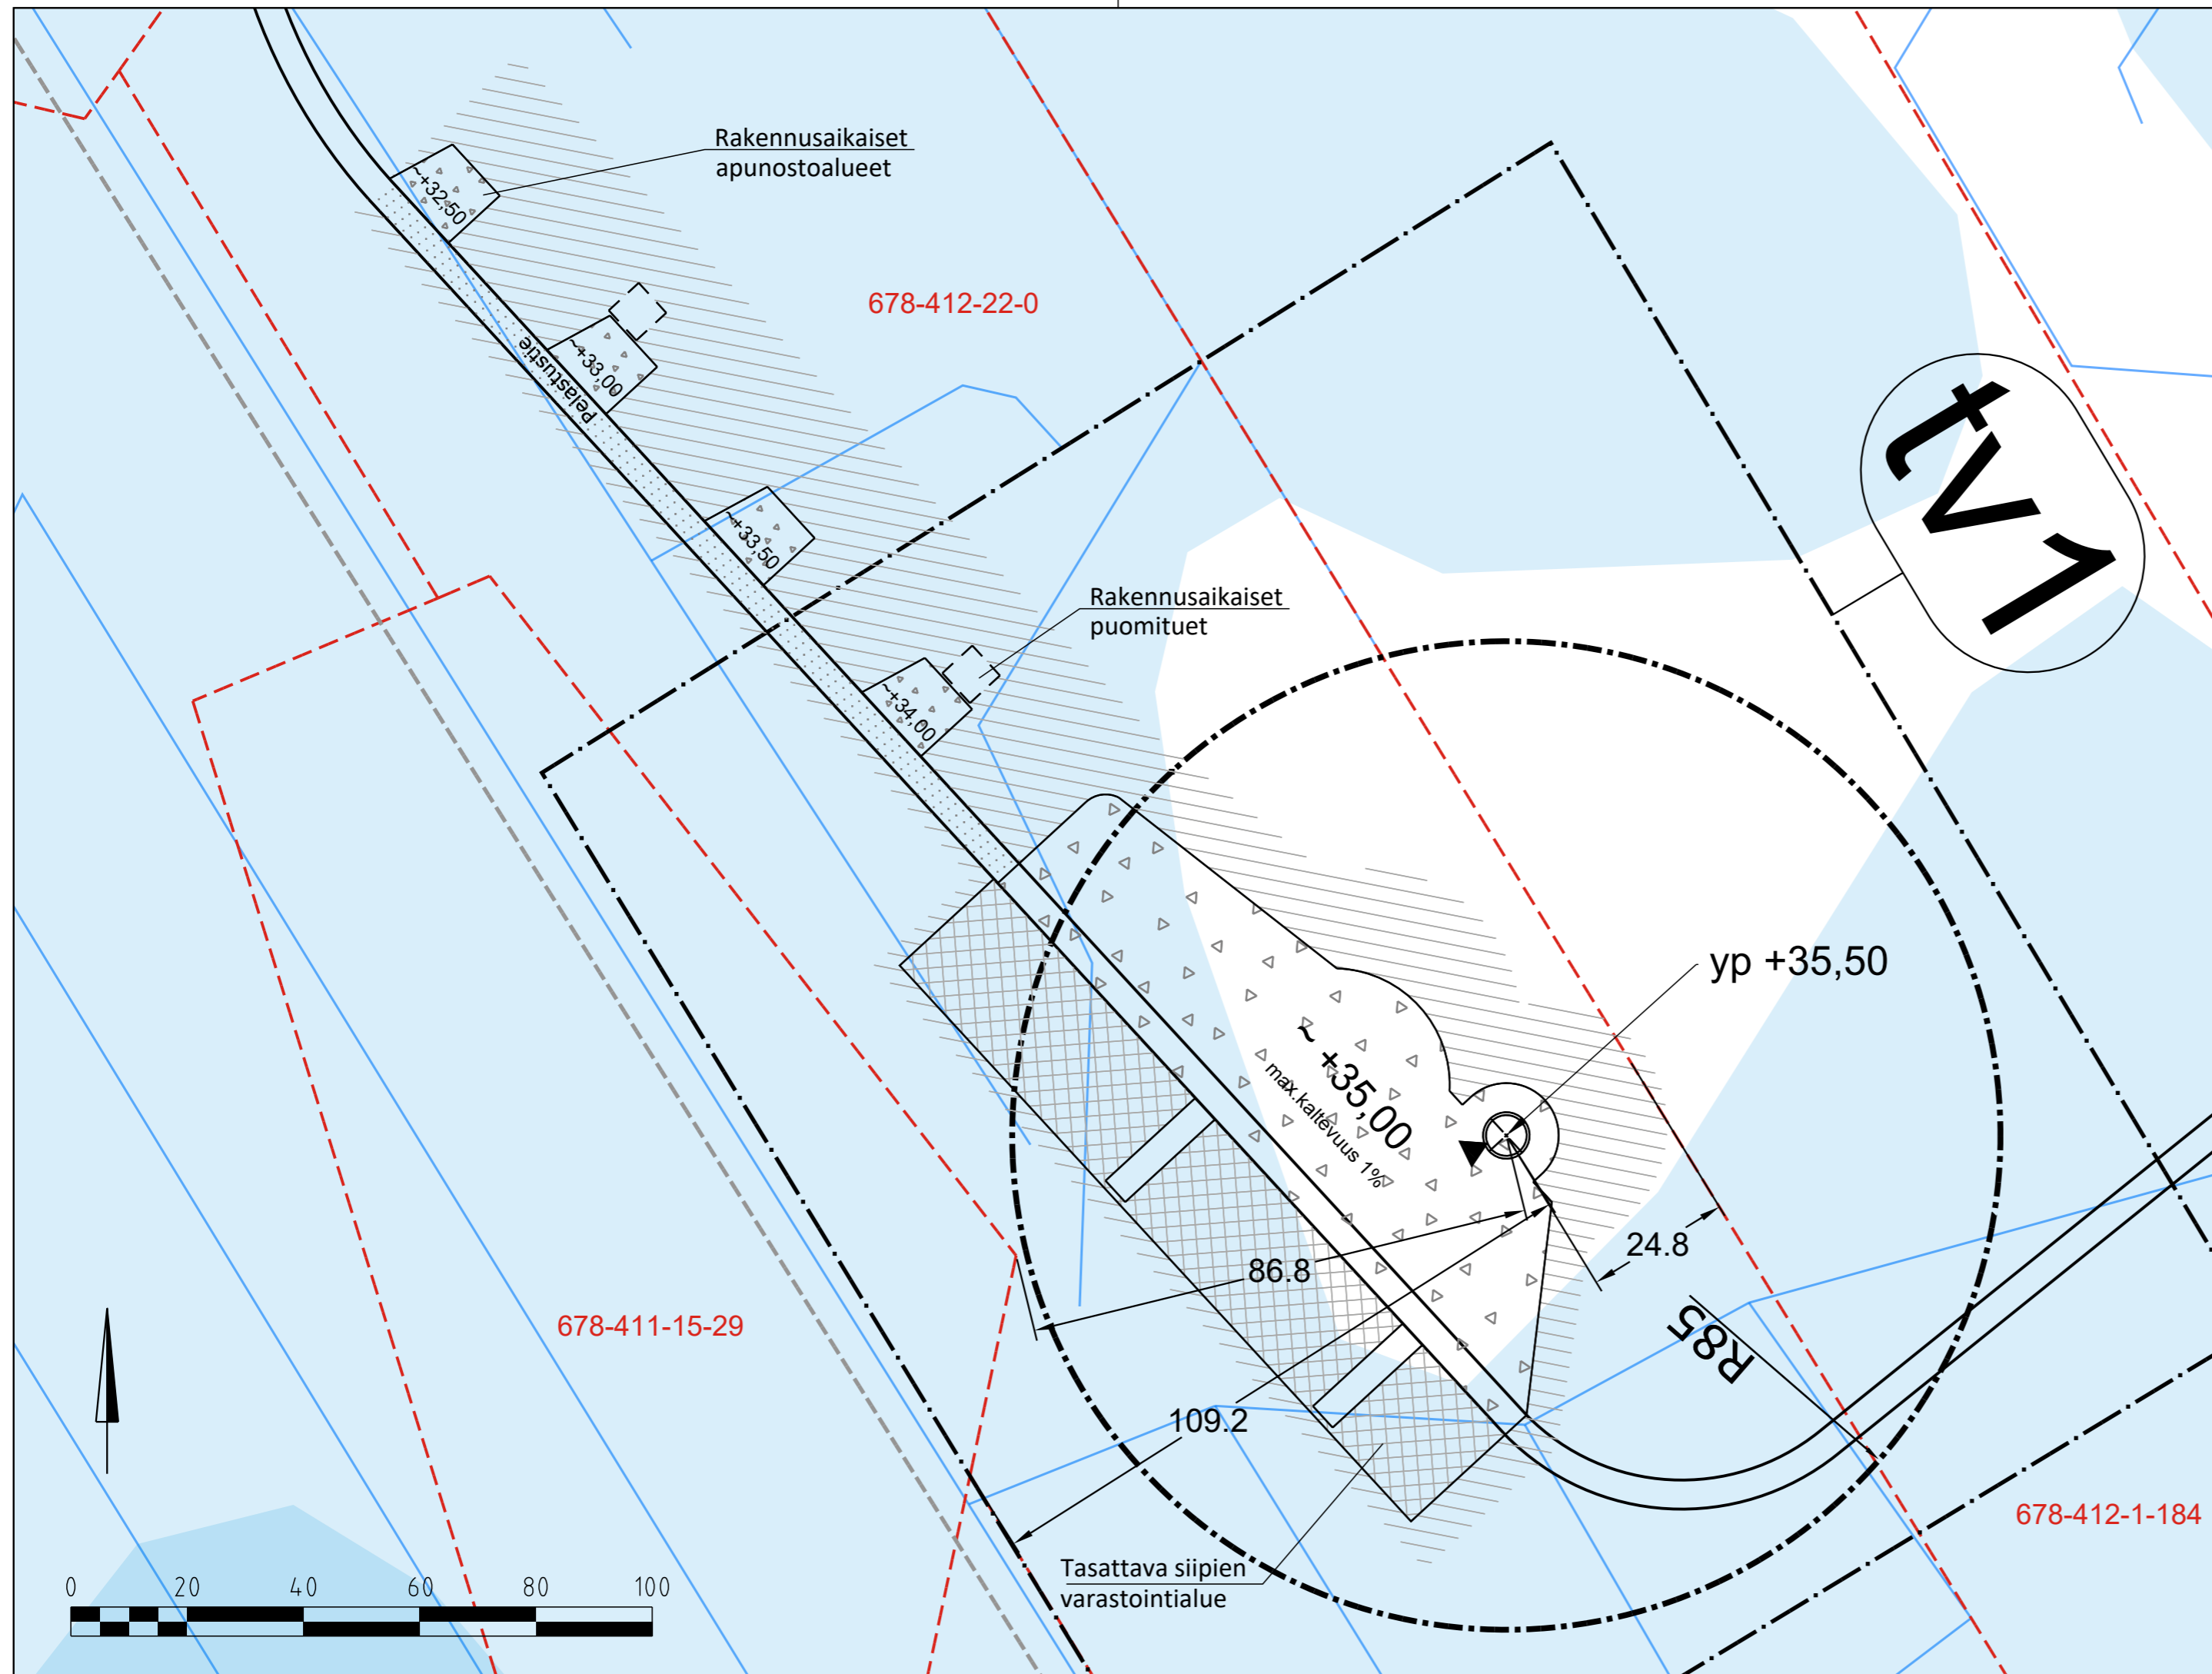 Rakennusaikaiset
apunostoalueet
~+32,50
678-412-22-0
~+33,00
Pelastustie
tv1
~+33,50
Rakennusaikaiset
puomituet
~+34,00
yp +35,50
~ +35,00
max.kaltevuus 1%
24.8
86.8
678-411-15-29
R85
109.2
678-412-1-184
Tasattava siipien
varastointialue
0 20 40 60 80 100